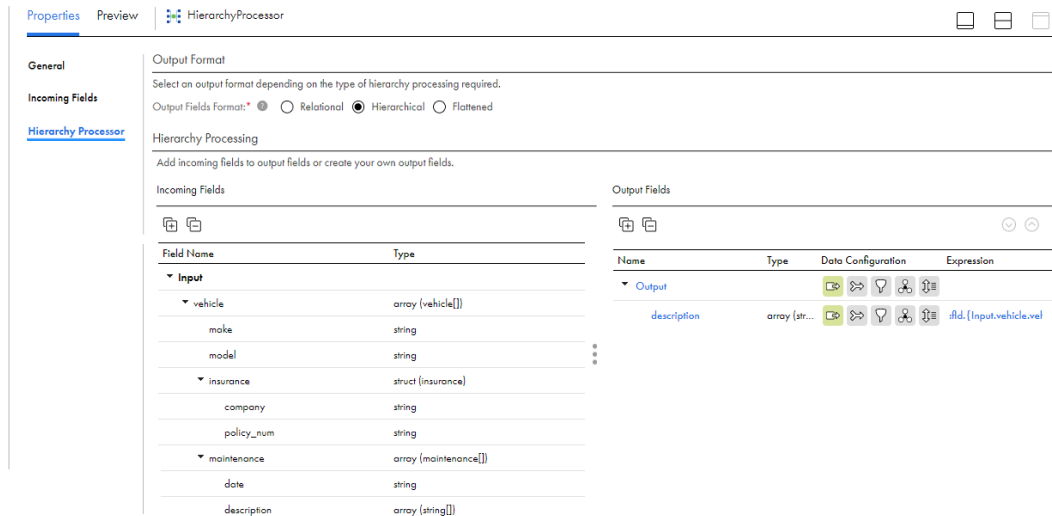 Properties Preview HierarchyProcessor
General
Incoming Fields
Hierarchy Processor
Output Format
Select an output format depending on the type of hierarchy processing required.
Output Fields Format:* ? Relational Hierarchical Flattened
Hierarchy Processing
Add incoming fields to output fields or create your own output fields.
Incoming Fields
Field Name Type
Input
vehicle array (vehicle[])
make string
model string
insurance struct (insurance)
company string
policy_num string
maintenance array (maintenance[])
date string
description array (string[])
Output Fields
Name Type Data Configuration Expression
Output
description array (str... :fld.{Input.vehicle.vel